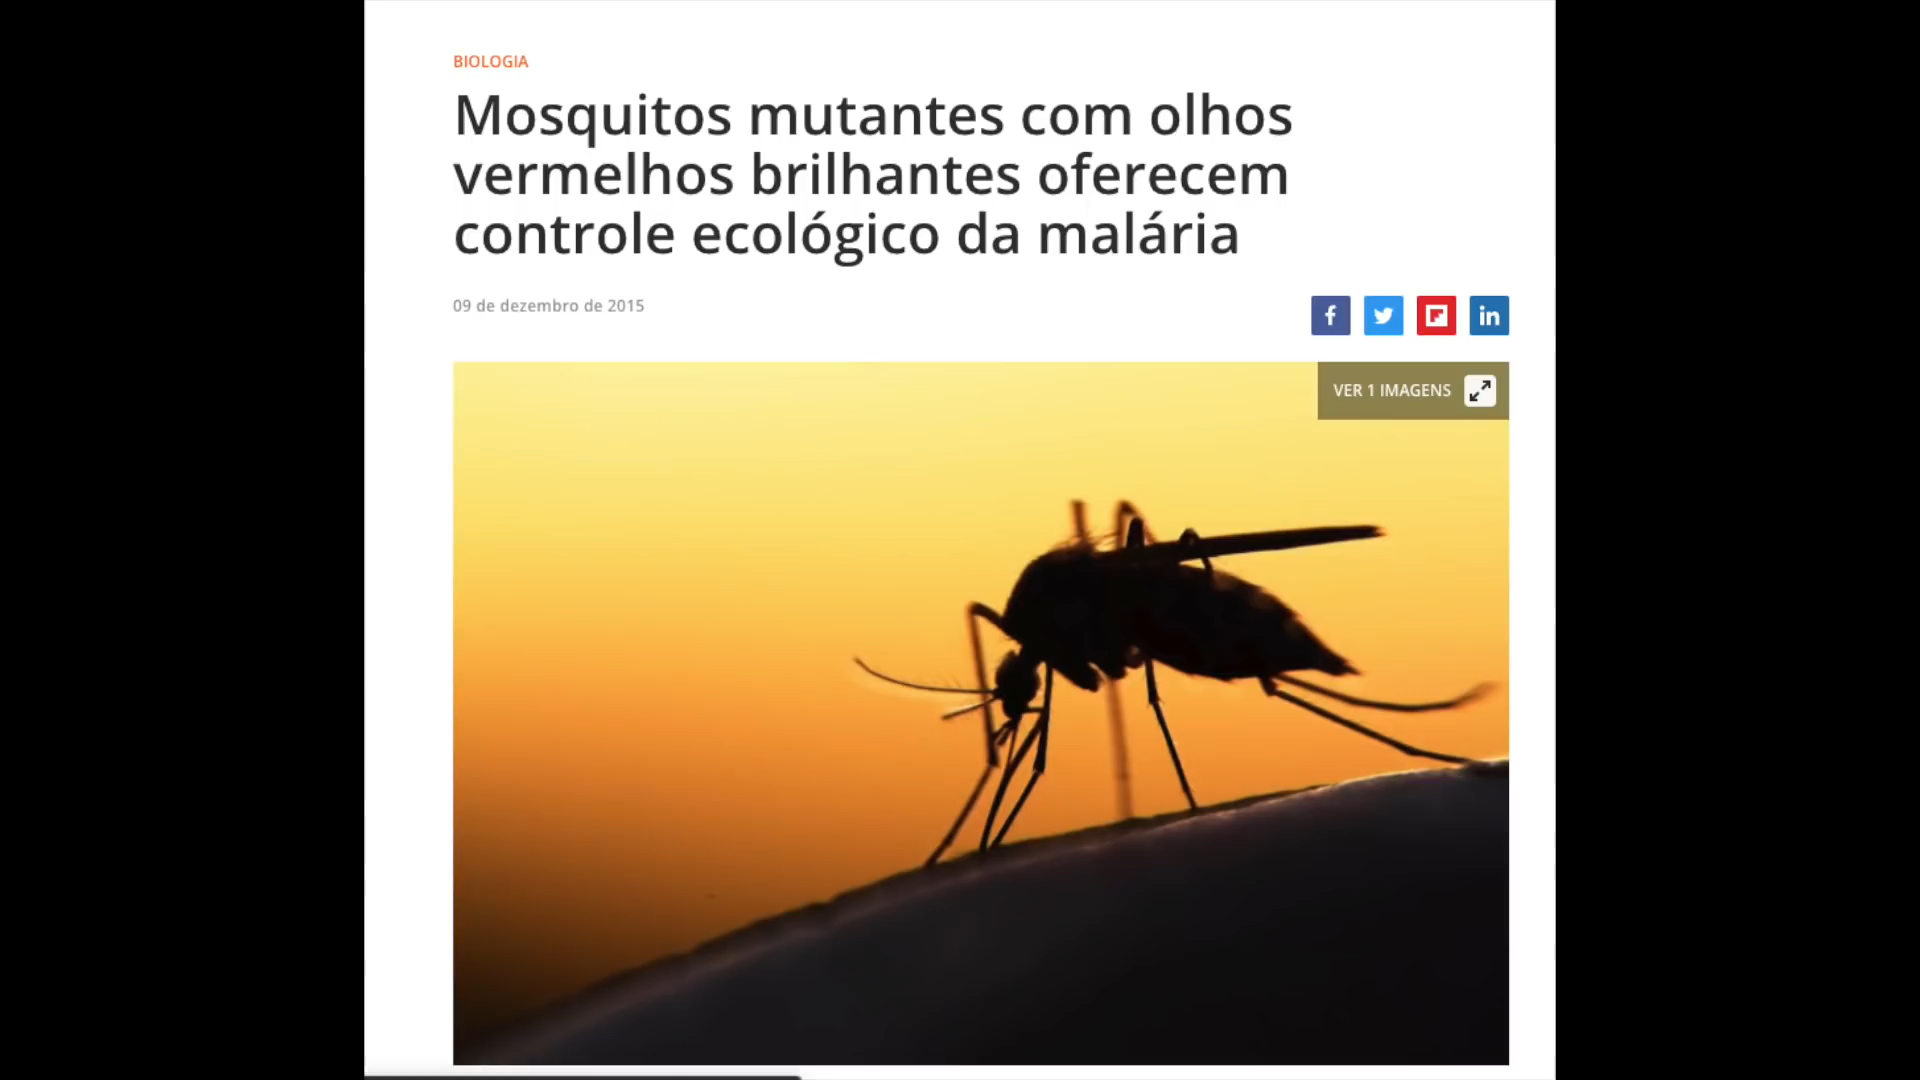 BIOLOGIA
Mosquitos mutantes com olhos
vermelhos brilhantes oferecem
controle ecológico da malária
09 de dezembro de 2015
VER 1 IMAGENS